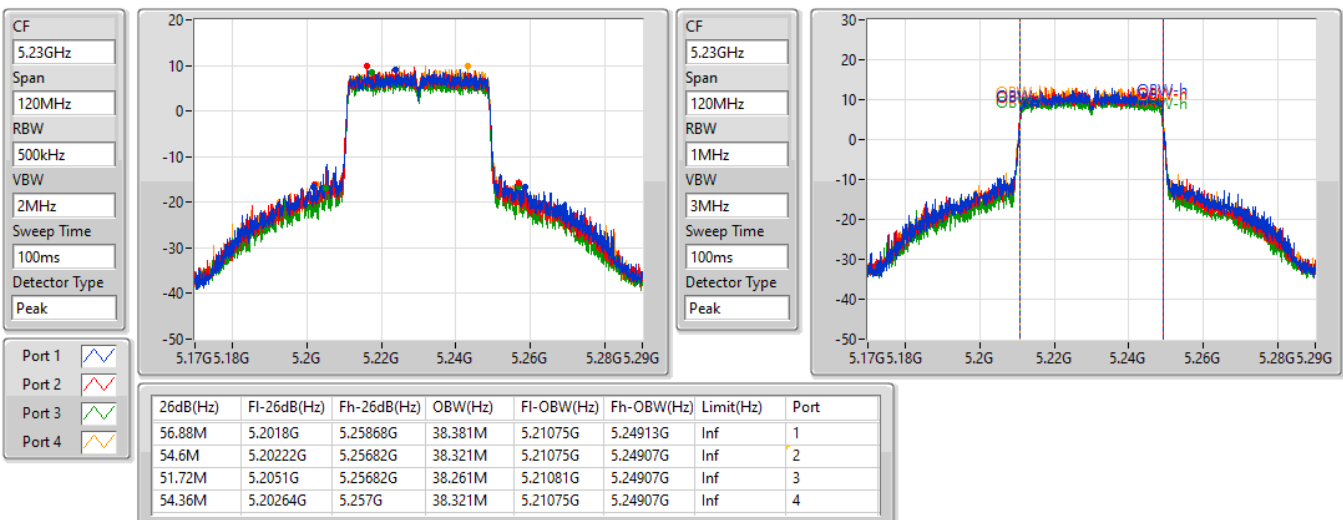 CF
5.23GHz
Span
120MHz
RBW
500kHz
VBW
2MHz
Sweep Time
100ms
Detector Type
Peak
20
10
0
-10
-20
-30
-40
-50
5.17G 5.18G 5.2G 5.22G 5.24G 5.26G 5.28G 5.29G
CF
5.23GHz
Span
120MHz
RBW
1MHz
VBW
3MHz
Sweep Time
100ms
Detector Type
Peak
30
20
10
0
-10
-20
-30
-40
-50
OBW-h
5.17G 5.18G 5.2G 5.22G 5.24G 5.26G 5.28G 5.29G
Port 1
Port 2
Port 3
Port 4
26dB(Hz) Fl-26dB(Hz) Fh-26dB(Hz) OBW(Hz) Fl-OBW(Hz) Fh-OBW(Hz) Limit(Hz) Port
56.88M 5.2018G 5.25868G 38.381M 5.21075G 5.24913G Inf 1
54.6M 5.20222G 5.25682G 38.321M 5.21075G 5.24907G Inf 2
51.72M 5.2051G 5.25682G 38.261M 5.21081G 5.24907G Inf 3
54.36M 5.20264G 5.257G 38.321M 5.21075G 5.24907G Inf 4